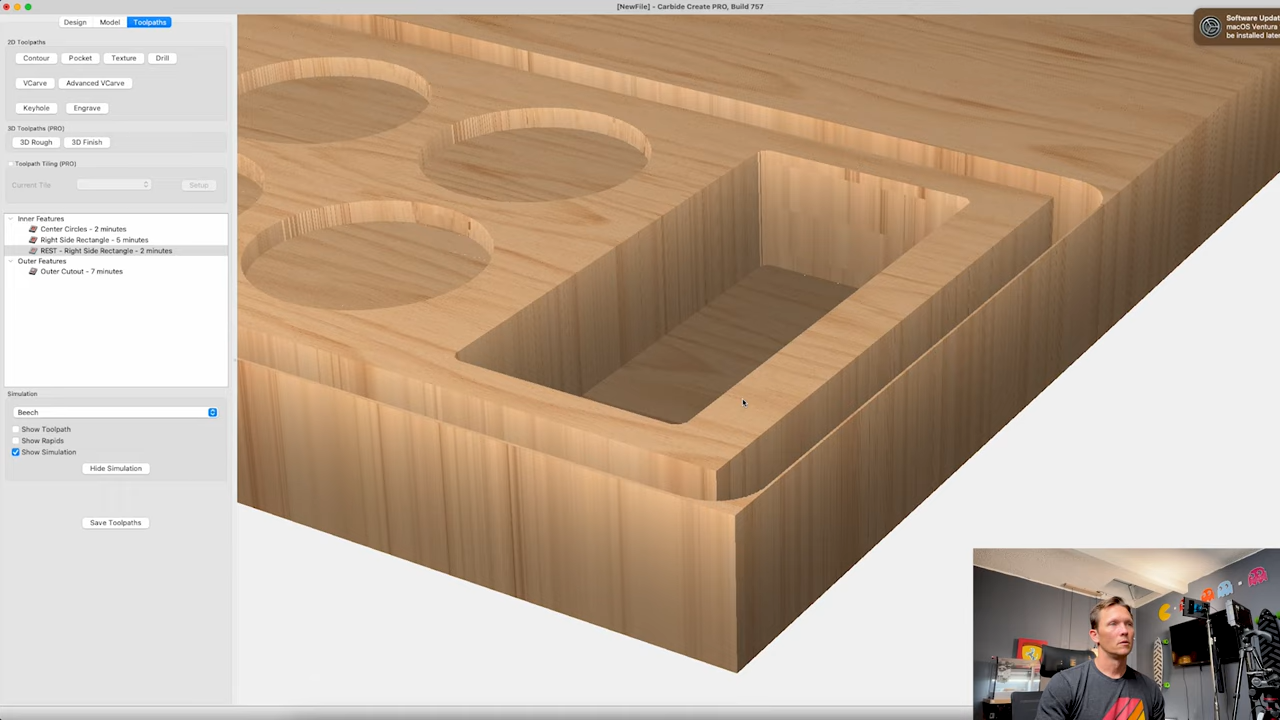 [NewFile] - Carbide Create PRO, Build 757
Design Model Toolpaths
Software Updat
macOS Ventura
be installed later
2D Toolpaths
Contour Pocket Texture Drill
VCarve Advanced VCarve
Keyhole Engrave
3D Toolpaths (PRO)
3D Rough 3D Finish
Toolpath Tiling (PRO)
Current Tile Setup
Inner Features
Center Circles - 2 minutes
Right Side Rectangle - 5 minutes
REST - Right Side Rectangle - 2 minutes
Outer Features
Outer Cutout - 7 minutes
Simulation
Beech
Show Toolpath
Show Rapids
Show Simulation
Hide Simulation
Save Toolpaths